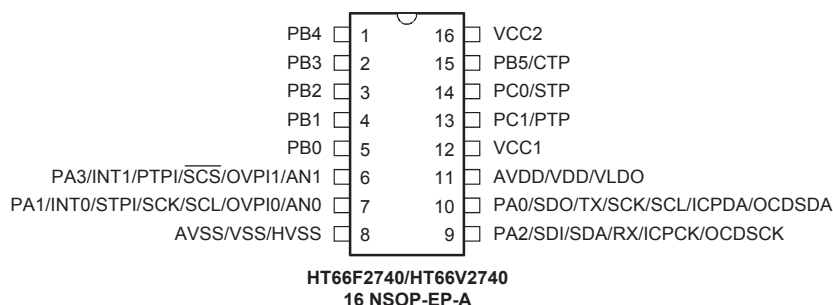 PB4 1 16 VCC2
PB3 2 15 PB5/CTP
PB2 3 14 PC0/STP
PB1 4 13 PC1/PTP
PB0 5 12 VCC1
PA3/INT1/PTPI/SCS/OVPI1/AN1 6 11 AVDD/VDD/VLDO
PA1/INT0/STPI/SCK/SCL/OVPI0/AN0 7 10 PA0/SDO/TX/SCK/SCL/ICPDA/OCDSDA
AVSS/VSS/HVSS 8 9 PA2/SDI/SDA/RX/ICPCK/OCDSCK
HT66F2740/HT66V2740
16 NSOP-EP-A